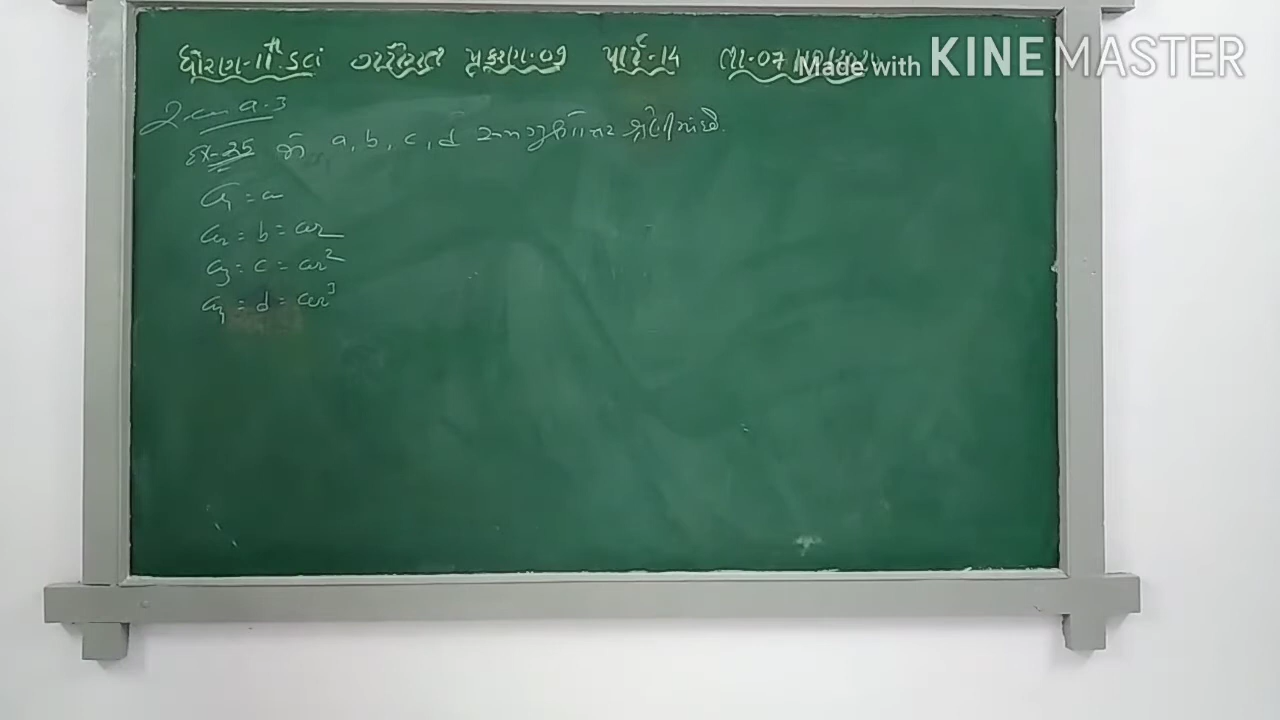 ધોરણ-11th ગણિત પ્રકરણ-09 પાર્ટ-14 તા-07
Made with KINEMASTER
9.3
Ex-25 જો a, b, c, d સમગુણોત્તર શ્રેણીમાં છે.
a₁ = a
a₂ = b = ar
a₃ = c = ar²
a₄ = d = ar³